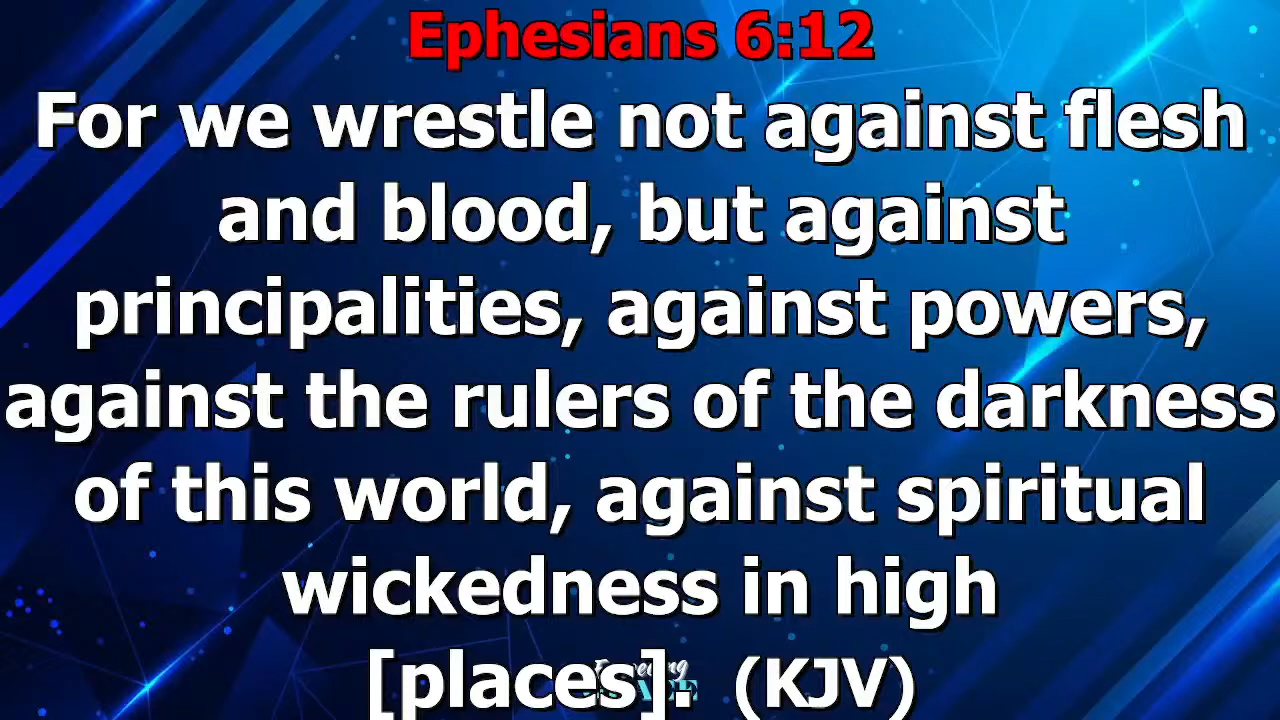 Ephesians 6:12
For we wrestle not against flesh
and blood, but against
principalities, against powers,
against the rulers of the darkness
of this world, against spiritual
wickedness in high
[places]. (KJV)